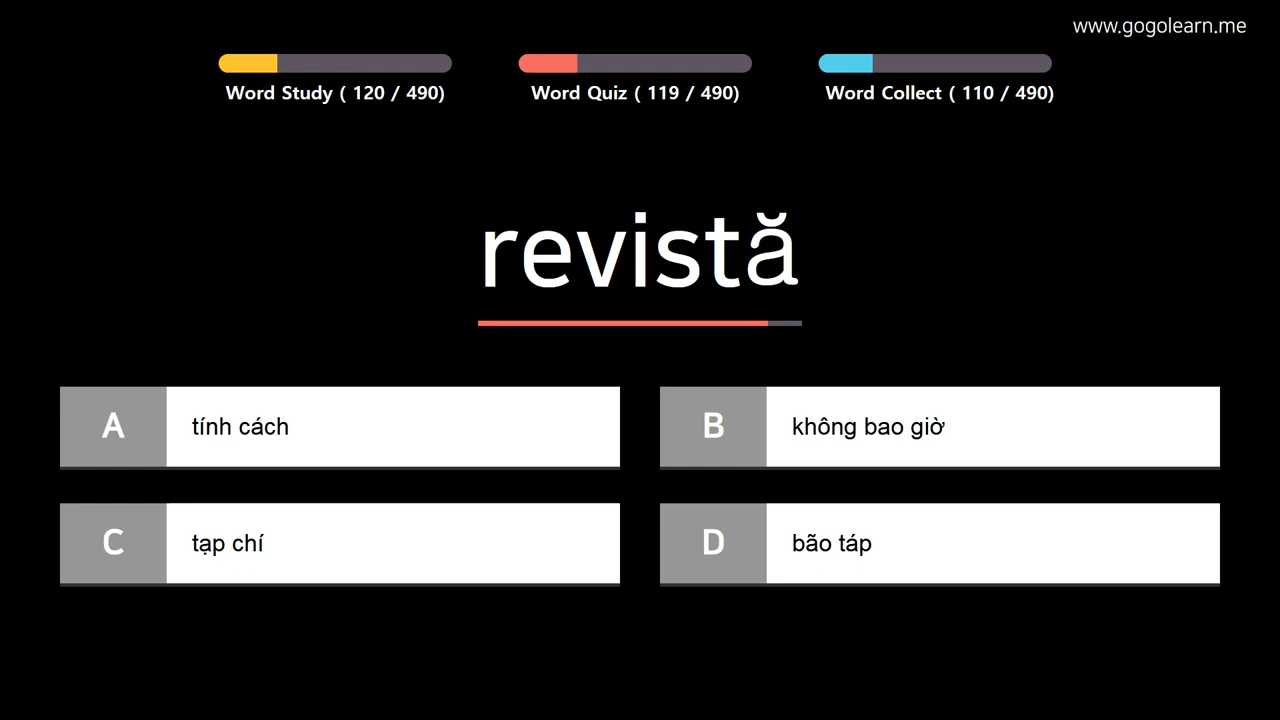 www.gogolearn.me
Word Study ( 120 / 490)
Word Quiz ( 119 / 490)
Word Collect ( 110 / 490)
revistă
A
tính cách
B
không bao giờ
C
tạp chí
D
bão táp